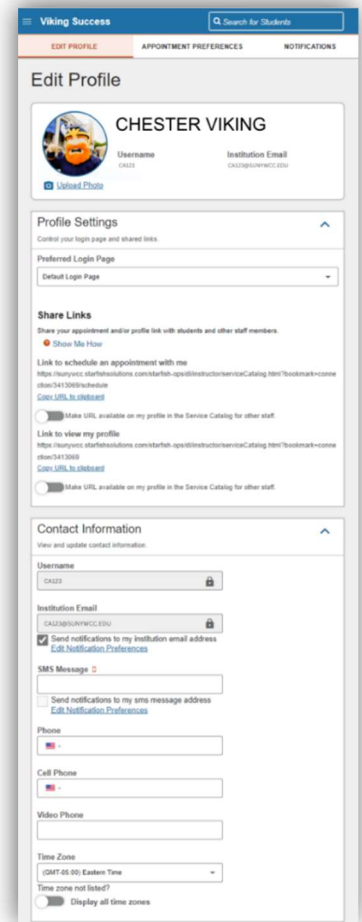 Viking Success
Search for Students
EDIT PROFILE APPOINTMENT PREFERENCES NOTIFICATIONS
Edit Profile
CHESTER VIKING
Username Institution Email
CA123 CA123@SUNYWCC.EDU
Upload Photo
Profile Settings
Control your login page and shared links.
Preferred Login Page
Default Login Page
Share Links
Share your appointment and/or profile link with students and other staff members.
Show Me How
Link to schedule an appointment with me
https://sunywcc.starfishsolutions.com/starfish-ops/dl/instructor/serviceCatalog.html?bookmark=conne
ction/3413069/schedule
Copy URL to clipboard
Make URL available on my profile in the Service Catalog for other staff.
Link to view my profile
https://sunywcc.starfishsolutions.com/starfish-ops/dl/instructor/serviceCatalog.html?bookmark=conne
ction/3413069
Copy URL to clipboard
Make URL available on my profile in the Service Catalog for other staff.
Contact Information
View and update contact information.
Username
CA123
Institution Email
CA123@SUNYWCC.EDU
Send notifications to my institution email address
Edit Notification Preferences
SMS Message
Send notifications to my sms message address
Edit Notification Preferences
Phone
Cell Phone
Video Phone
Time Zone
(GMT-05:00) Eastern Time
Time zone not listed?
Display all time zones